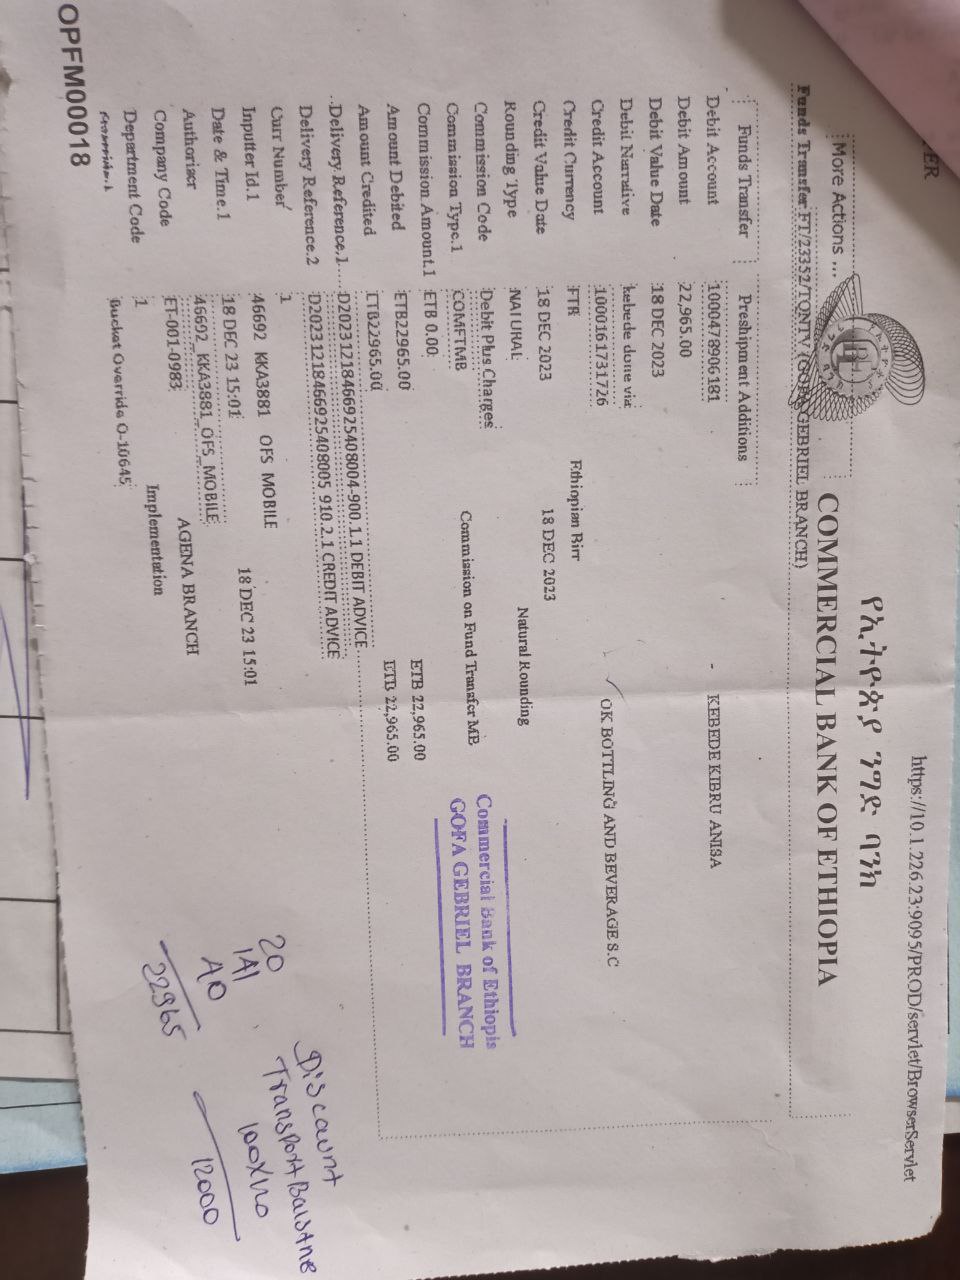 https://10.1.226.23:9095/PROD/servlet/BrowserServlet
የኢትዮጵያ ንግድ ባንክ
COMMERCIAL BANK OF ETHIOPIA
More Actions ...
Funds Transfer FT/23352/TQNTV (GOFA GEBRIEL BRANCH)
Funds Transfer Preshipment Additions
Debit Account 1000478906181 - KEBEDE KIBRU ANISA
Debit Amount 22,965.00
Debit Value Date 18 DEC 2023
Debit Narrative kebede done via
Credit Account 1000161731726 OK BOTTLING AND BEVERAGE S.C
Credit Currency ETB Ethiopian Birr
Credit Value Date 18 DEC 2023 18 DEC 2023
Rounding Type NATURAL Natural Rounding
Commission Code Debit Plus Charges
Commission Type.1 COMFTMB Commission on Fund Transfer MB
Commission Amount.1 ETB 0.00
Amount Debited ETB22965.00 ETB 22,965.00
Amount Credited ETB22965.00 ETB 22,965.00
Delivery Reference.1 D20231218466925408004-900.1.1 DEBIT ADVICE
Delivery Reference.2 D20231218466925408005 910.2.1 CREDIT ADVICE
Curr Number 1
Inputter Id.1 46692 KKA3881 OFS MOBILE
Date & Time.1 18 DEC 23 15:01 18 DEC 23 15:01
Authoriser 46692_KKA3881_OFS_MOBILE
Company Code ET-001-0983 AGENA BRANCH
Department Code 1 Implementation
Bucket Override O-10645
Commercial Bank of Ethiopia
GOFA GEBRIEL BRANCH
20
141
A0
22965
Discount
Transport
100X120
12000
OPFM00018